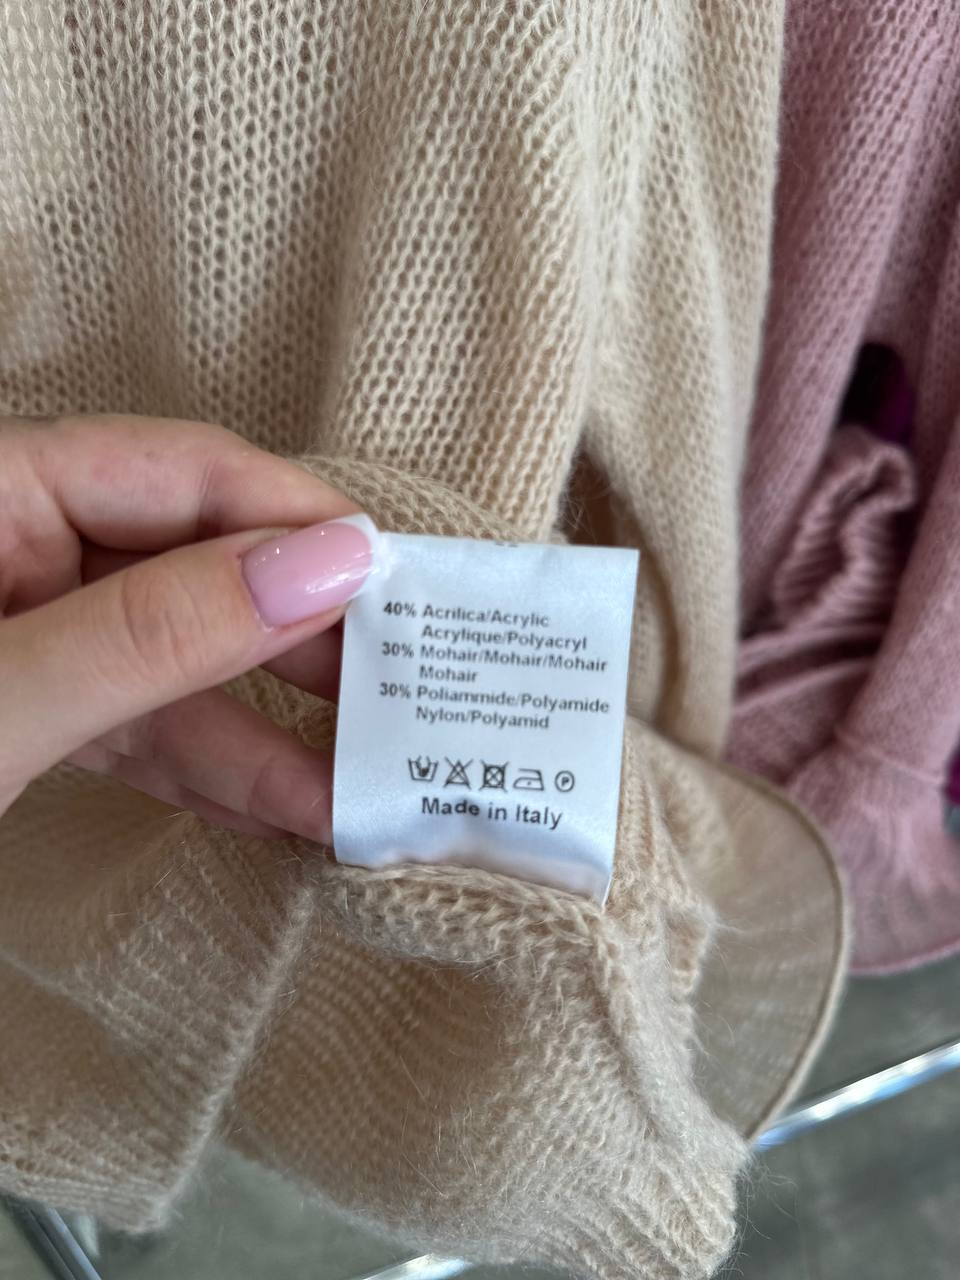 40% Acrilica/Acrylic
Acrylique/Polyacryl
30% Mohair/Mohair/Mohair
Mohair
30% Poliammide/Polyamide
Nylon/Polyamid
P
Made in Italy